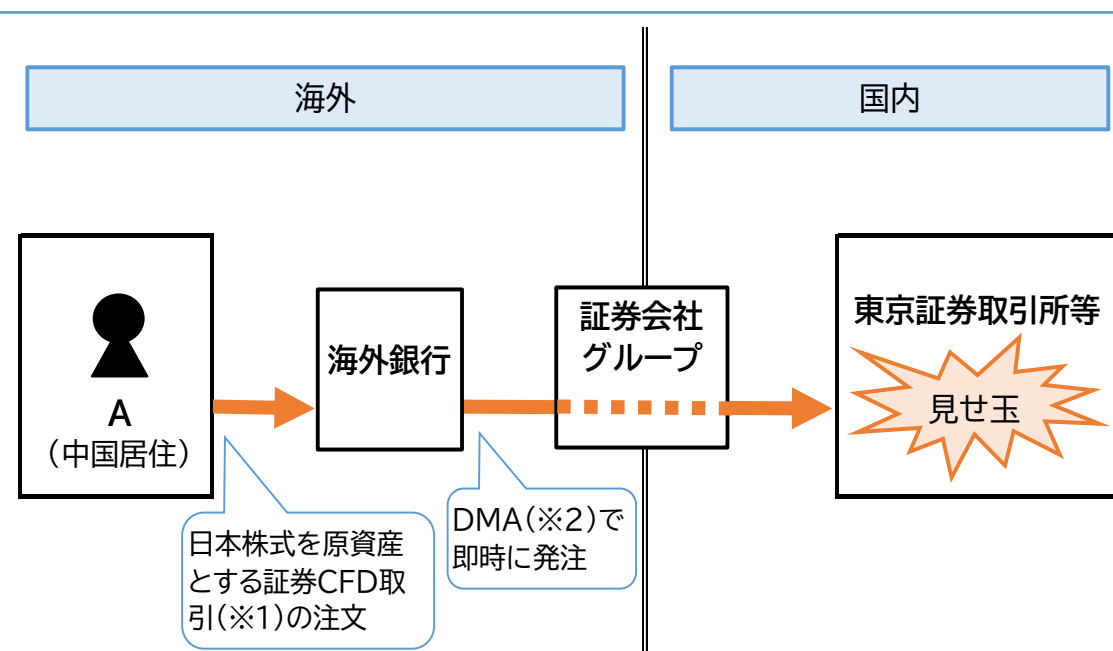 海外
国内
A
(中国居住)
海外銀行
証券会社
グループ
東京証券取引所等
見せ玉
日本株式を原資産
とする証券CFD取
引(※1)の注文
DMA(※2)で
即時に発注